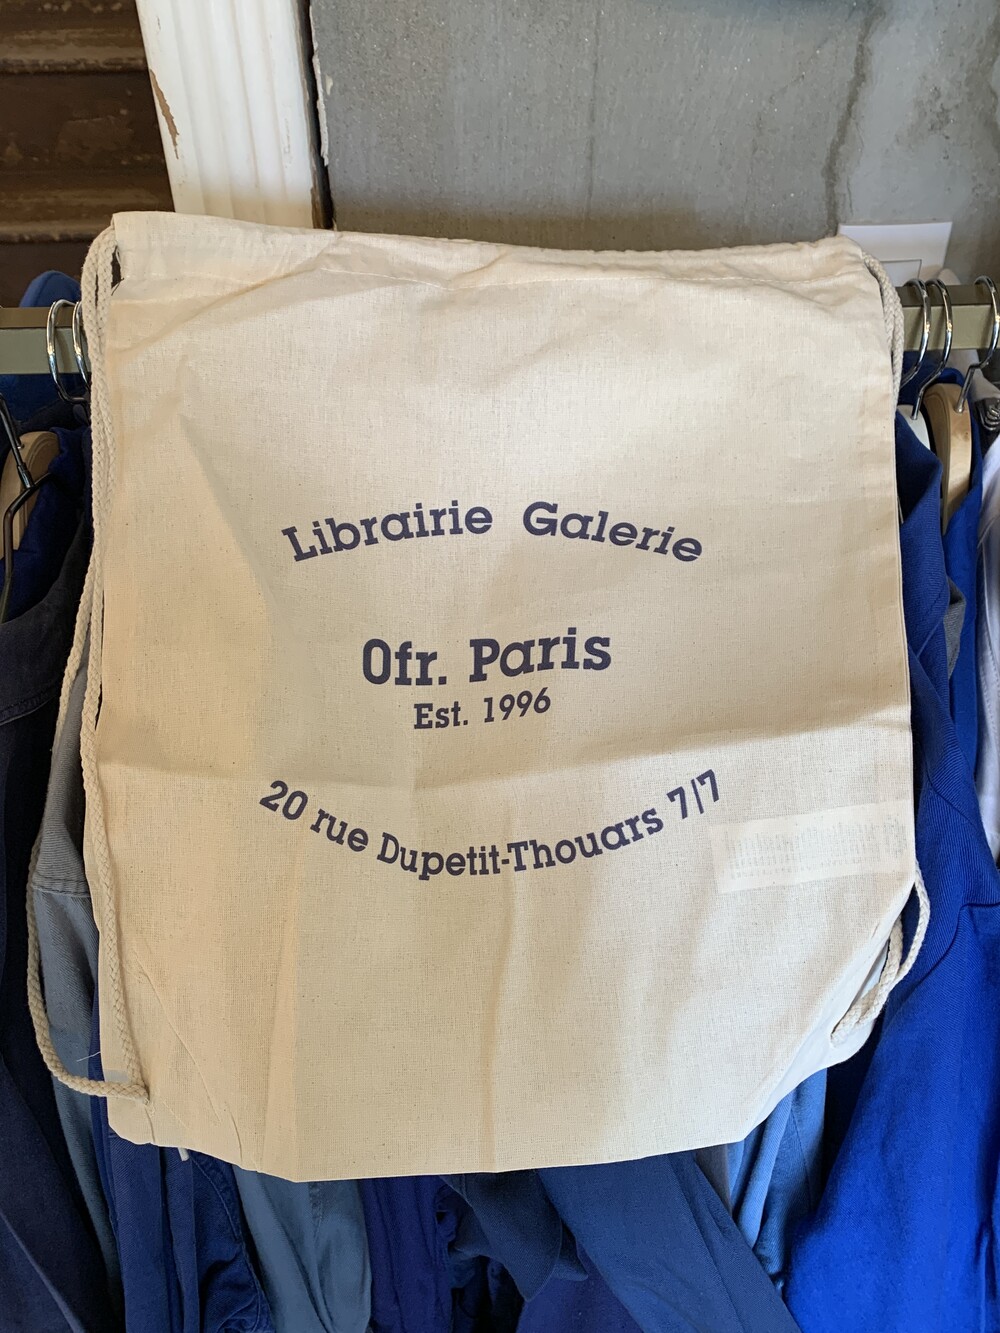 Librairie Galerie
Ofr. Paris
Est. 1996
20 rue Dupetit-Thouars 7/7